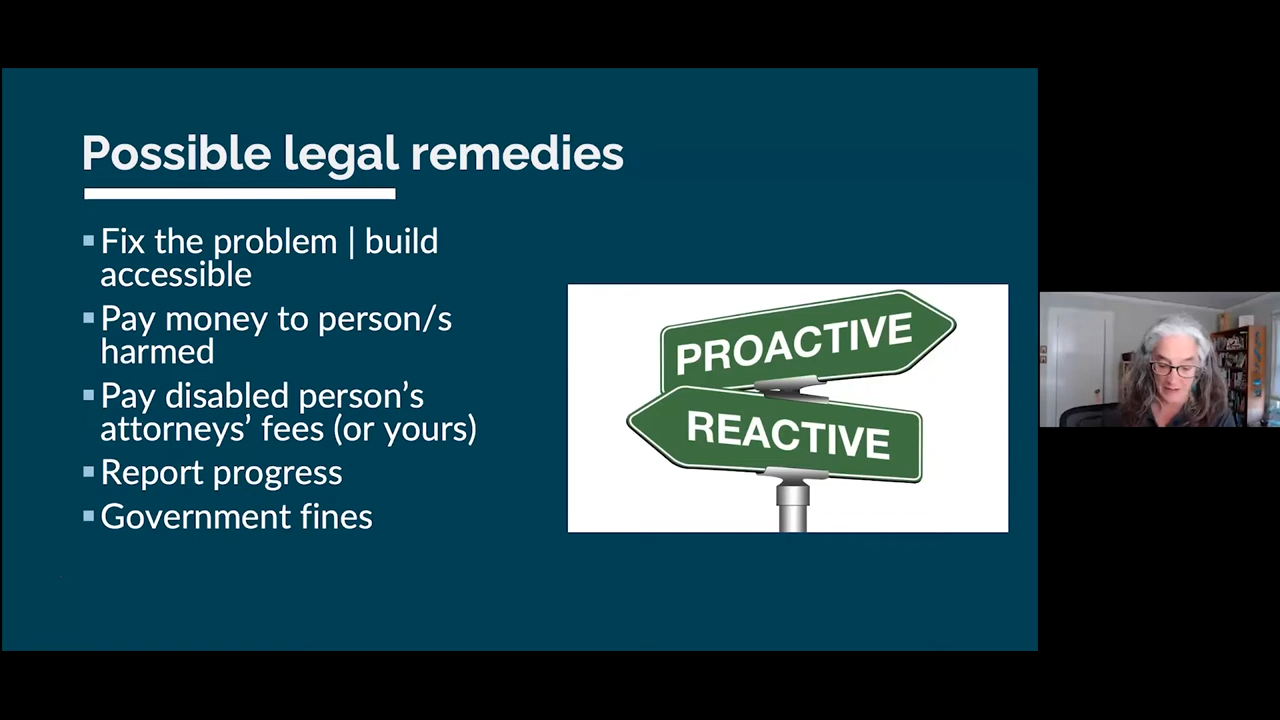 Possible legal remedies
▪Fix the problem | build
accessible
▪Pay money to person/s
harmed
▪Pay disabled person’s
attorneys’ fees (or yours)
▪Report progress
▪Government fines
PROACTIVE
REACTIVE